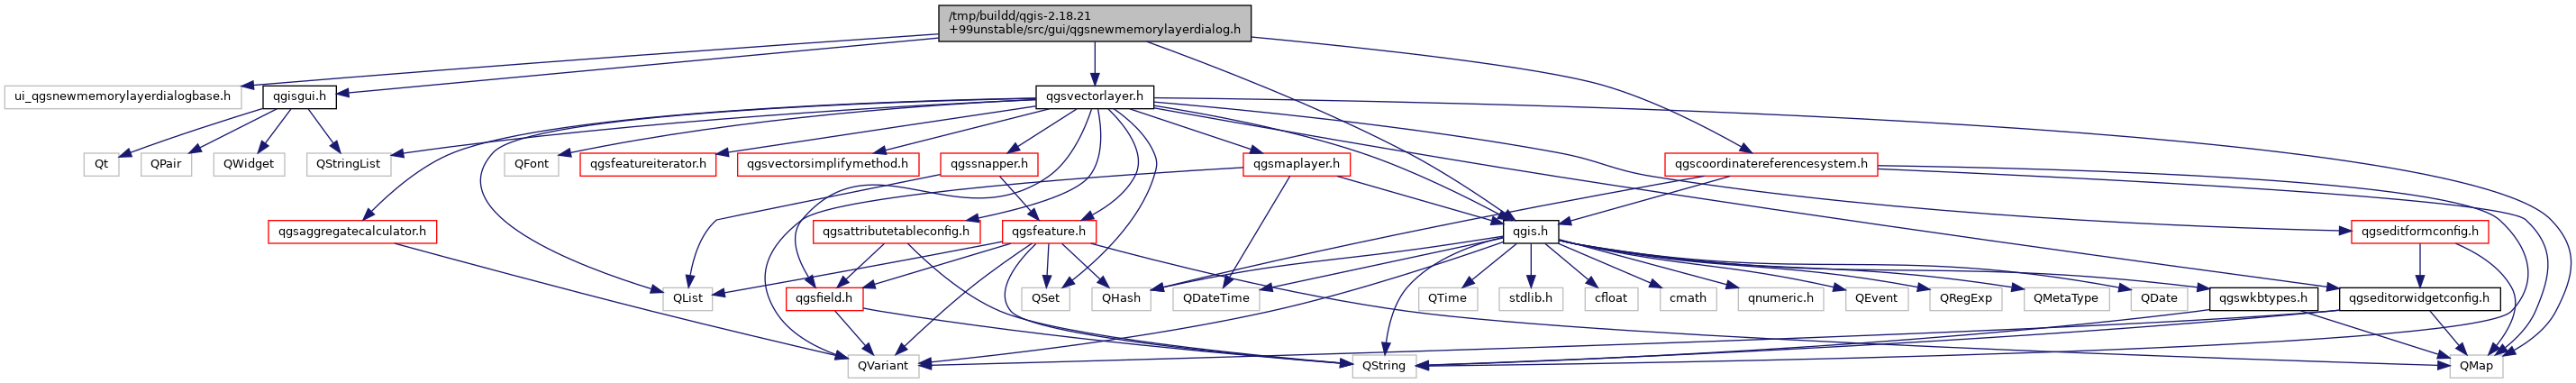 /tmp/buildd/qgis-2.18.21
+99unstable/src/gui/qgsnewmemorylayerdialog.h
ui_qgsnewmemorylayerdialogbase.h
qgisgui.h
qgsvectorlayer.h
Qt
QPair
QWidget
QStringList
QFont
qgsfeatureiterator.h
qgsvectorsimplifymethod.h
qgssnapper.h
qgsmaplayer.h
qgscoordinatereferencesystem.h
qgsaggregatecalculator.h
qgsattributetableconfig.h
qgsfeature.h
qgis.h
qgseditformconfig.h
QList
qgsfield.h
QSet
QHash
QDateTime
QTime
stdlib.h
cfloat
cmath
qnumeric.h
QEvent
QRegExp
QMetaType
QDate
qgswkbtypes.h
qgseditorwidgetconfig.h
QVariant
QString
QMap